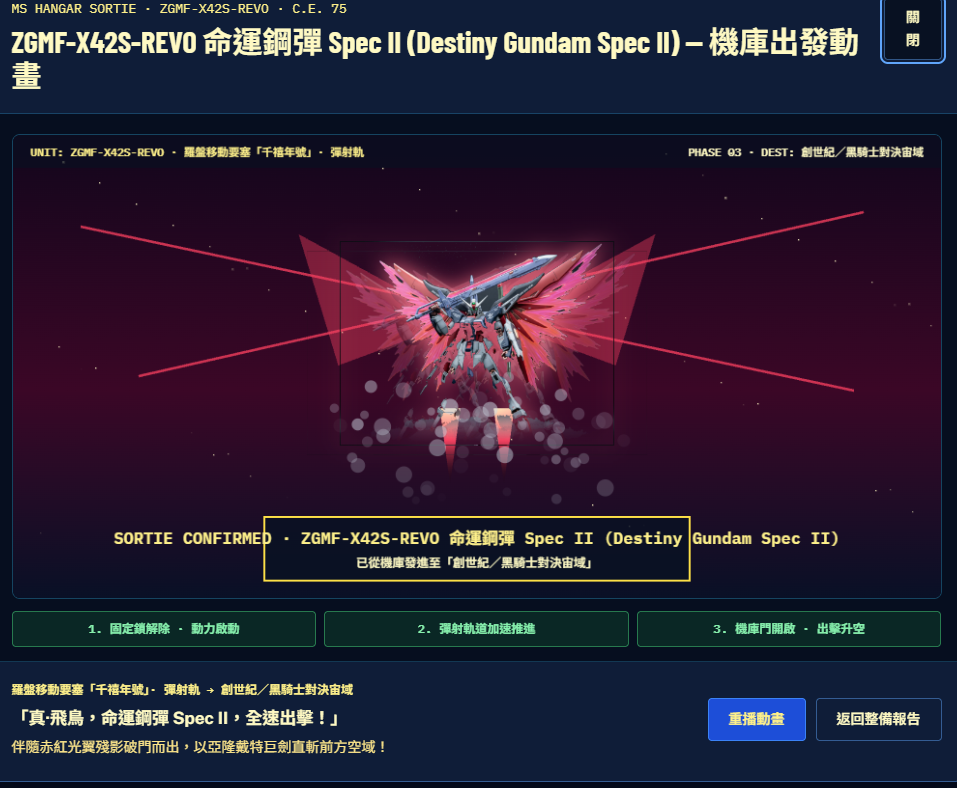 MS HANGAR SORTIE · ZGMF-X42S-REVO · C.E. 75
ZGMF-X42S-REVO 命運鋼彈 Spec II (Destiny Gundam Spec II) — 機庫出發動
畫
關
閉
UNIT: ZGMF-X42S-REVO · 羅盤移動要塞「千禧年號」· 彈射軌
PHASE 03 · DEST: 創世紀／黑騎士對決宙域
SORTIE CONFIRMED · ZGMF-X42S-REVO 命運鋼彈 Spec II (Destiny Gundam Spec II)
已從機庫發進至「創世紀／黑騎士對決宙域」
1. 固定鎖解除 · 動力啟動
2. 彈射軌道加速推進
3. 機庫門開啟 · 出擊升空
羅盤移動要塞「千禧年號」· 彈射軌 → 創世紀／黑騎士對決宙域
「真·飛鳥，命運鋼彈 Spec II，全速出擊！」
伴隨赤紅光翼殘影破門而出，以亞隆戴特巨劍直斬前方空域！
重播動畫
返回整備報告